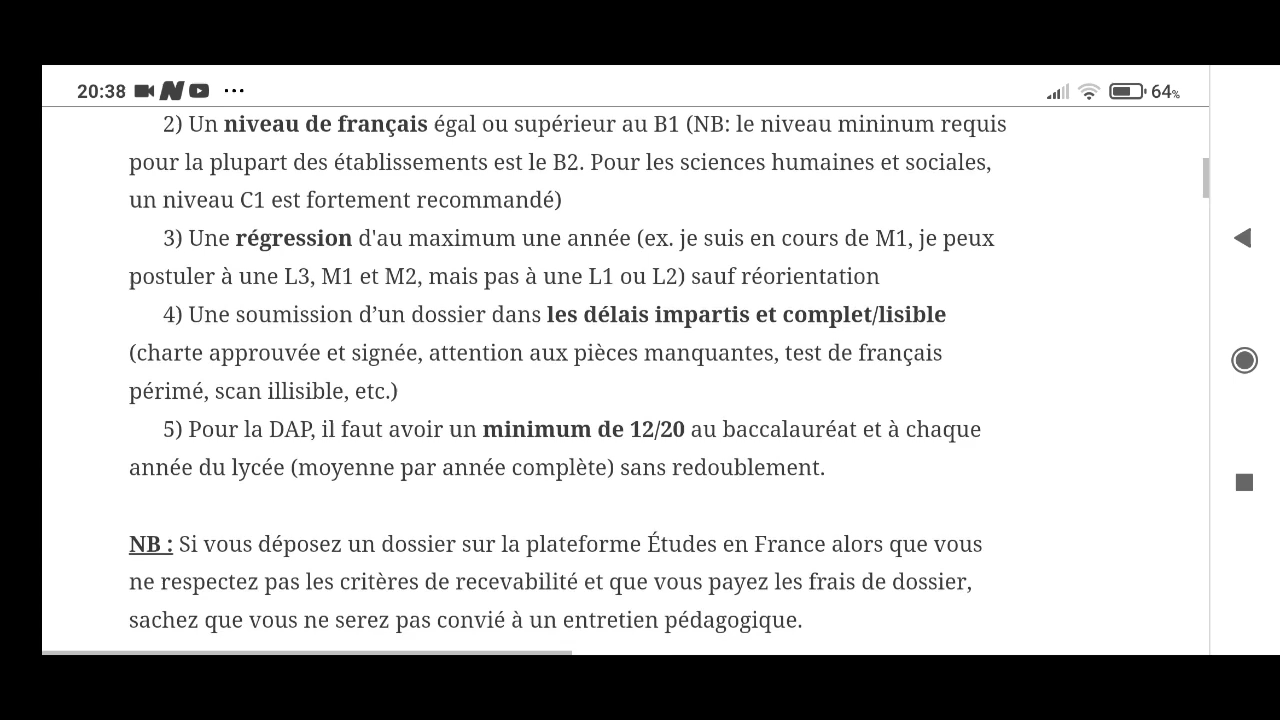 20:38
64%
2) Un niveau de français égal ou supérieur au B1 (NB: le niveau mininum requis
pour la plupart des établissements est le B2. Pour les sciences humaines et sociales,
un niveau C1 est fortement recommandé)
3) Une régression d'au maximum une année (ex. je suis en cours de M1, je peux
postuler à une L3, M1 et M2, mais pas à une L1 ou L2) sauf réorientation
4) Une soumission d’un dossier dans les délais impartis et complet/lisible
(charte approuvée et signée, attention aux pièces manquantes, test de français
périmé, scan illisible, etc.)
5) Pour la DAP, il faut avoir un minimum de 12/20 au baccalauréat et à chaque
année du lycée (moyenne par année complète) sans redoublement.
NB : Si vous déposez un dossier sur la plateforme Études en France alors que vous
ne respectez pas les critères de recevabilité et que vous payez les frais de dossier,
sachez que vous ne serez pas convié à un entretien pédagogique.